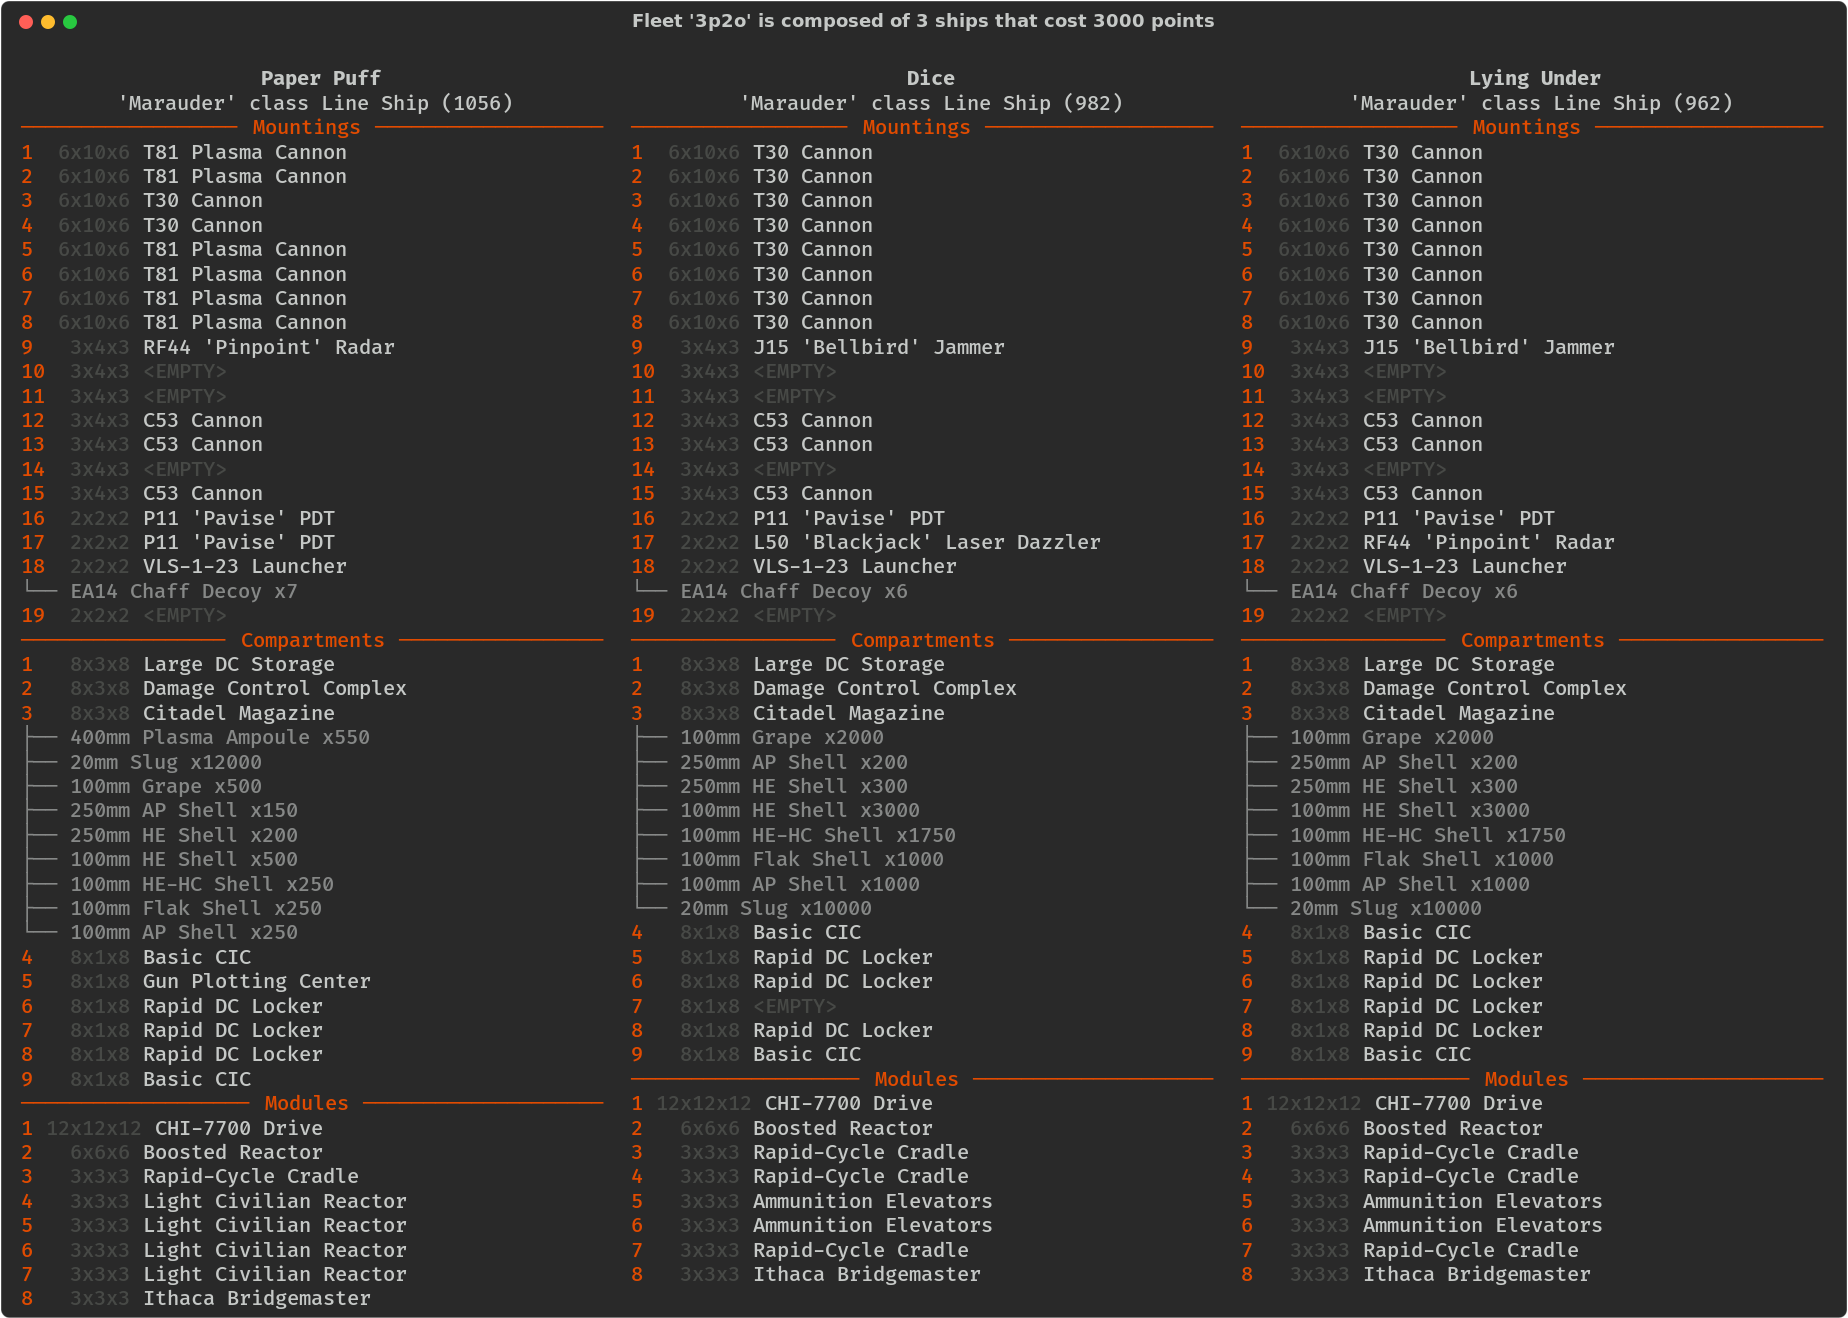 Fleet '3p2o' is composed of 3 ships that cost 3000 points
Paper Puff
'Marauder' class Line Ship (1056)
Mountings
1 6x10x6 T81 Plasma Cannon
2 6x10x6 T81 Plasma Cannon
3 6x10x6 T30 Cannon
4 6x10x6 T30 Cannon
5 6x10x6 T81 Plasma Cannon
6 6x10x6 T81 Plasma Cannon
7 6x10x6 T81 Plasma Cannon
8 6x10x6 T81 Plasma Cannon
9 3x4x3 RF44 'Pinpoint' Radar
10 3x4x3 <EMPTY>
11 3x4x3 <EMPTY>
12 3x4x3 C53 Cannon
13 3x4x3 C53 Cannon
14 3x4x3 <EMPTY>
15 3x4x3 C53 Cannon
16 2x2x2 P11 'Pavise' PDT
17 2x2x2 P11 'Pavise' PDT
18 2x2x2 VLS-1-23 Launcher
EA14 Chaff Decoy x7
19 2x2x2 <EMPTY>
Compartments
1 8x3x8 Large DC Storage
2 8x3x8 Damage Control Complex
3 8x3x8 Citadel Magazine
400mm Plasma Ampoule x550
20mm Slug x12000
100mm Grape x500
250mm AP Shell x150
250mm HE Shell x200
100mm HE Shell x500
100mm HE-HC Shell x250
100mm Flak Shell x250
100mm AP Shell x250
4 8x1x8 Basic CIC
5 8x1x8 Gun Plotting Center
6 8x1x8 Rapid DC Locker
7 8x1x8 Rapid DC Locker
8 8x1x8 Rapid DC Locker
9 8x1x8 Basic CIC
Modules
1 12x12x12 CHI-7700 Drive
2 6x6x6 Boosted Reactor
3 3x3x3 Rapid-Cycle Cradle
4 3x3x3 Light Civilian Reactor
5 3x3x3 Light Civilian Reactor
6 3x3x3 Light Civilian Reactor
7 3x3x3 Light Civilian Reactor
8 3x3x3 Ithaca Bridgemaster
Dice
'Marauder' class Line Ship (982)
Mountings
1 6x10x6 T30 Cannon
2 6x10x6 T30 Cannon
3 6x10x6 T30 Cannon
4 6x10x6 T30 Cannon
5 6x10x6 T30 Cannon
6 6x10x6 T30 Cannon
7 6x10x6 T30 Cannon
8 6x10x6 T30 Cannon
9 3x4x3 J15 'Bellbird' Jammer
10 3x4x3 <EMPTY>
11 3x4x3 <EMPTY>
12 3x4x3 C53 Cannon
13 3x4x3 C53 Cannon
14 3x4x3 <EMPTY>
15 3x4x3 C53 Cannon
16 2x2x2 P11 'Pavise' PDT
17 2x2x2 L50 'Blackjack' Laser Dazzler
18 2x2x2 VLS-1-23 Launcher
EA14 Chaff Decoy x6
19 2x2x2 <EMPTY>
Compartments
1 8x3x8 Large DC Storage
2 8x3x8 Damage Control Complex
3 8x3x8 Citadel Magazine
100mm Grape x2000
250mm AP Shell x200
250mm HE Shell x300
100mm HE Shell x3000
100mm HE-HC Shell x1750
100mm Flak Shell x1000
100mm AP Shell x1000
20mm Slug x10000
4 8x1x8 Basic CIC
5 8x1x8 Rapid DC Locker
6 8x1x8 Rapid DC Locker
7 8x1x8 <EMPTY>
8 8x1x8 Rapid DC Locker
9 8x1x8 Basic CIC
Modules
1 12x12x12 CHI-7700 Drive
2 6x6x6 Boosted Reactor
3 3x3x3 Rapid-Cycle Cradle
4 3x3x3 Rapid-Cycle Cradle
5 3x3x3 Ammunition Elevators
6 3x3x3 Ammunition Elevators
7 3x3x3 Rapid-Cycle Cradle
8 3x3x3 Ithaca Bridgemaster
Lying Under
'Marauder' class Line Ship (962)
Mountings
1 6x10x6 T30 Cannon
2 6x10x6 T30 Cannon
3 6x10x6 T30 Cannon
4 6x10x6 T30 Cannon
5 6x10x6 T30 Cannon
6 6x10x6 T30 Cannon
7 6x10x6 T30 Cannon
8 6x10x6 T30 Cannon
9 3x4x3 J15 'Bellbird' Jammer
10 3x4x3 <EMPTY>
11 3x4x3 <EMPTY>
12 3x4x3 C53 Cannon
13 3x4x3 C53 Cannon
14 3x4x3 <EMPTY>
15 3x4x3 C53 Cannon
16 2x2x2 P11 'Pavise' PDT
17 2x2x2 RF44 'Pinpoint' Radar
18 2x2x2 VLS-1-23 Launcher
EA14 Chaff Decoy x6
19 2x2x2 <EMPTY>
Compartments
1 8x3x8 Large DC Storage
2 8x3x8 Damage Control Complex
3 8x3x8 Citadel Magazine
100mm Grape x2000
250mm AP Shell x200
250mm HE Shell x300
100mm HE Shell x3000
100mm HE-HC Shell x1750
100mm Flak Shell x1000
100mm AP Shell x1000
20mm Slug x10000
4 8x1x8 Basic CIC
5 8x1x8 Rapid DC Locker
6 8x1x8 Rapid DC Locker
7 8x1x8 Rapid DC Locker
8 8x1x8 Rapid DC Locker
9 8x1x8 Basic CIC
Modules
1 12x12x12 CHI-7700 Drive
2 6x6x6 Boosted Reactor
3 3x3x3 Rapid-Cycle Cradle
4 3x3x3 Rapid-Cycle Cradle
5 3x3x3 Ammunition Elevators
6 3x3x3 Ammunition Elevators
7 3x3x3 Rapid-Cycle Cradle
8 3x3x3 Ithaca Bridgemaster